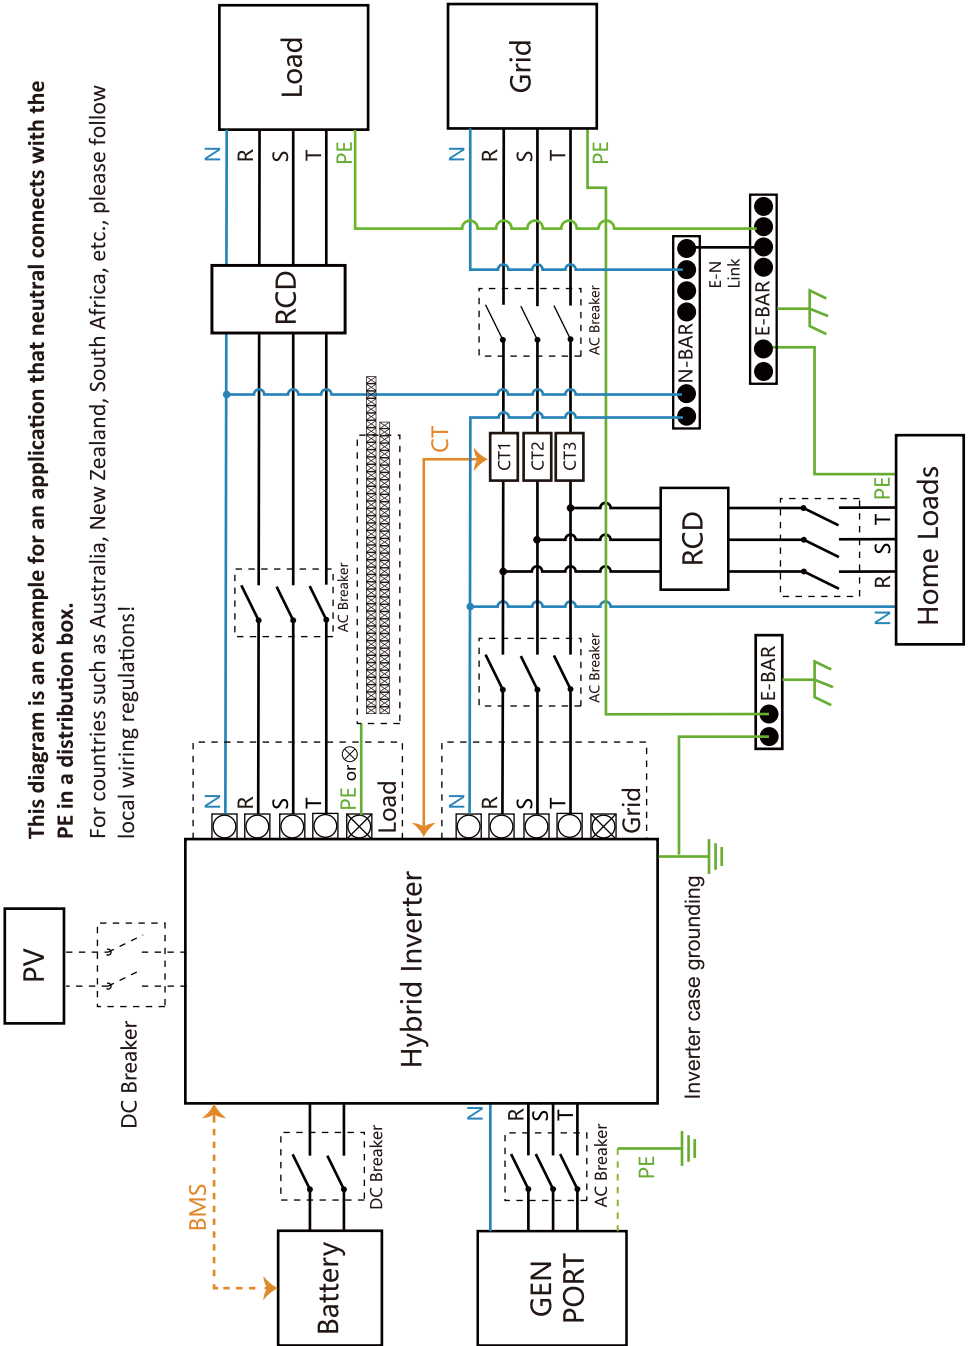 This diagram is an example for an application that neutral connects with the
PE in a distribution box.
For countries such as Australia, New Zealand, South Africa, etc., please follow
local wiring regulations!
PV
DC Breaker
BMS
Battery
DC Breaker
Hybrid Inverter
N
R
S
T
PE or
Load
AC Breaker
RCD
N
R
S
T
PE
Load
CT
N
R
S
T
Grid
AC Breaker
CT1
CT2
CT3
AC Breaker
N
R
S
T
PE
Grid
GEN
PORT
AC Breaker
N
R
S
T
PE
Inverter case grounding
E-BAR
RCD
N-BAR
E-N
Link
E-BAR
N
R
S
T
PE
Home Loads